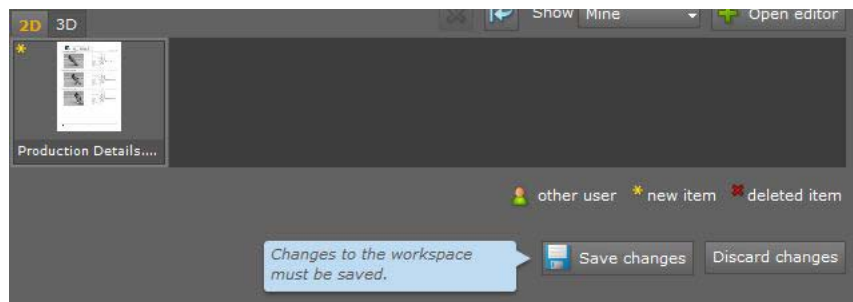 2D 3D Show Mine Open editor
Production Details....
other user new item deleted item
Changes to the workspace
must be saved.
Save changes Discard changes